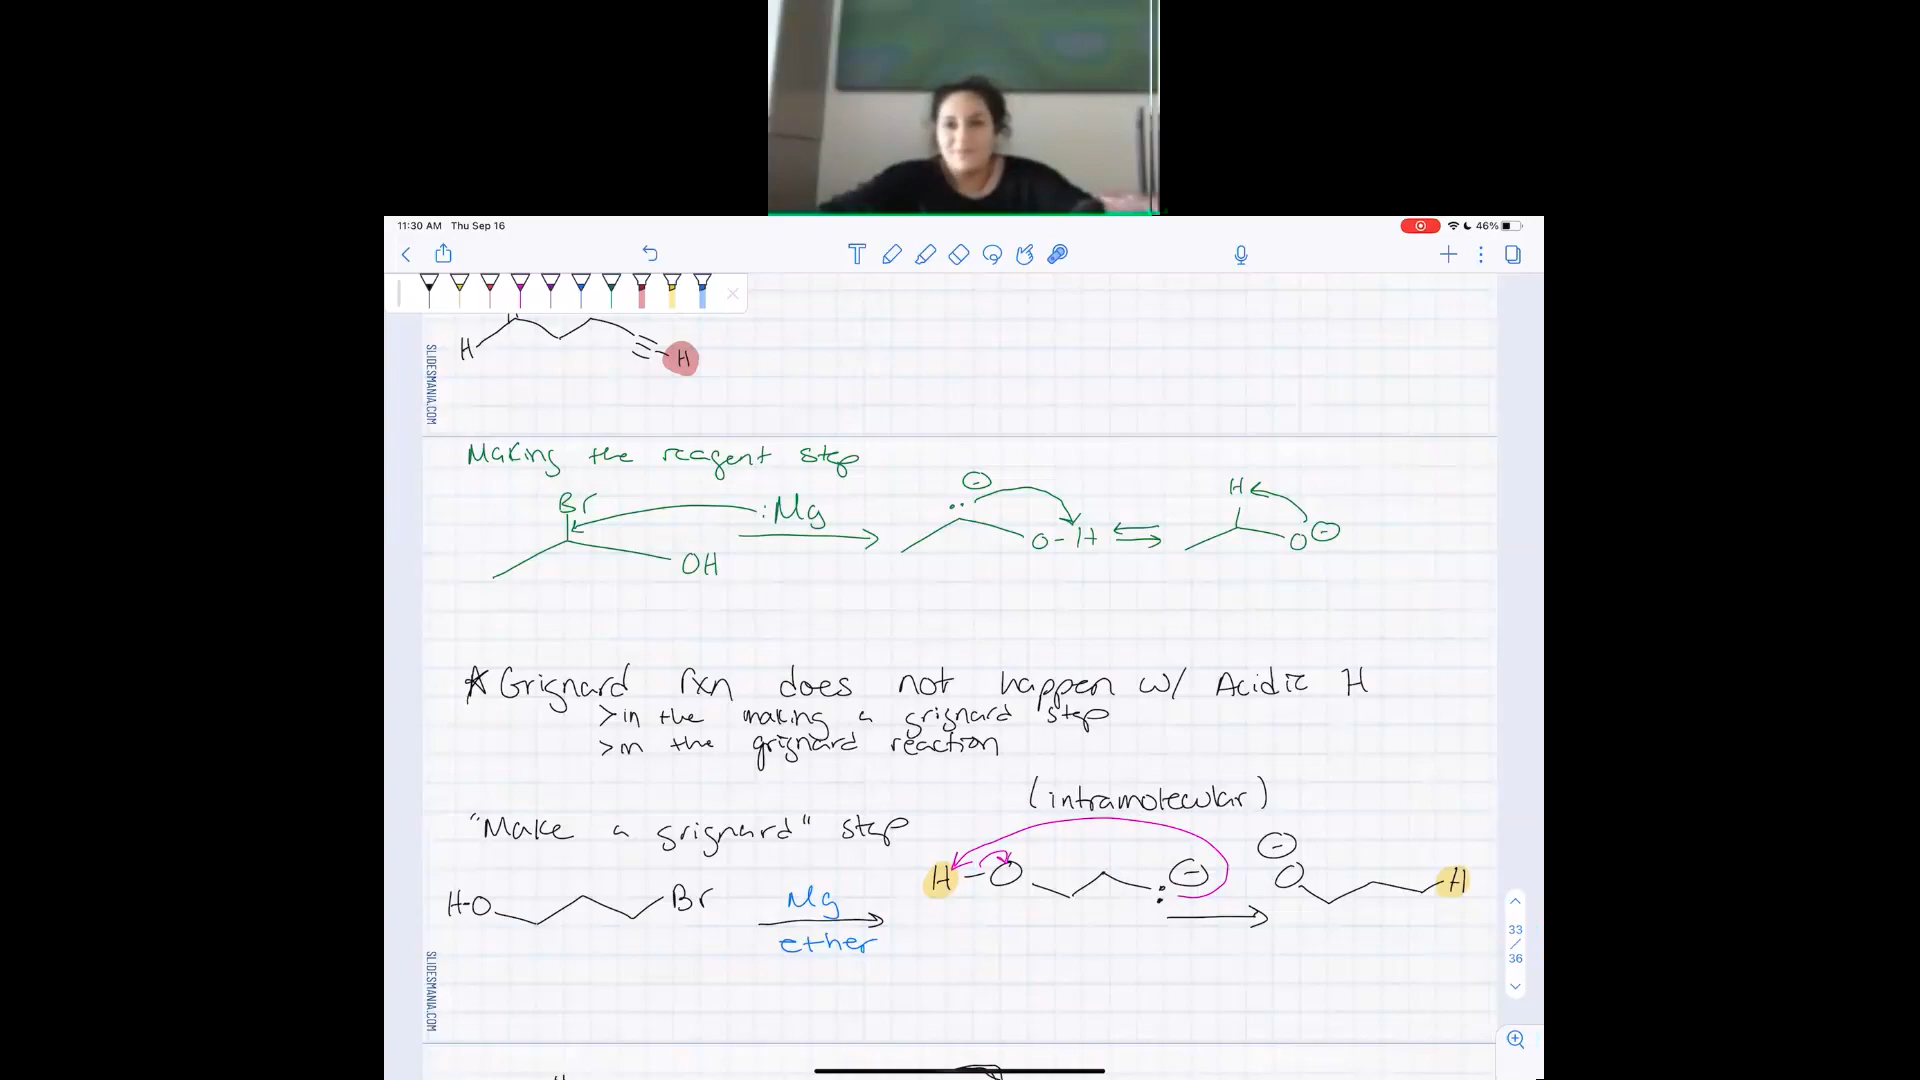 11:30 AM Thu Sep 16
46%
T
H
H
SLIDESMANIA.COM
Making the reagent step
Br :Mg ⊖ H
OH O-H O ⊖
* Grignard rxn does not happen w/ Acidic H
> in the making a grignard step
> in the grignard reaction
(intramolecular)
"Make a grignard" step
H-O Br Mg H-O ⊖ ⊖ O H
ether
33
/
36
SLIDESMANIA.COM